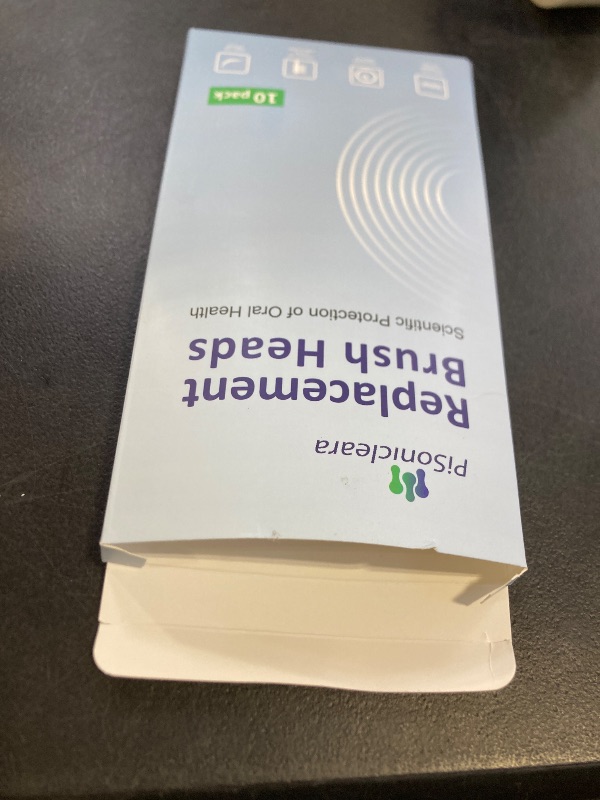 PiSonicleara
Replacement
Brush Heads
Scientific Protection of Oral Health
10 pack